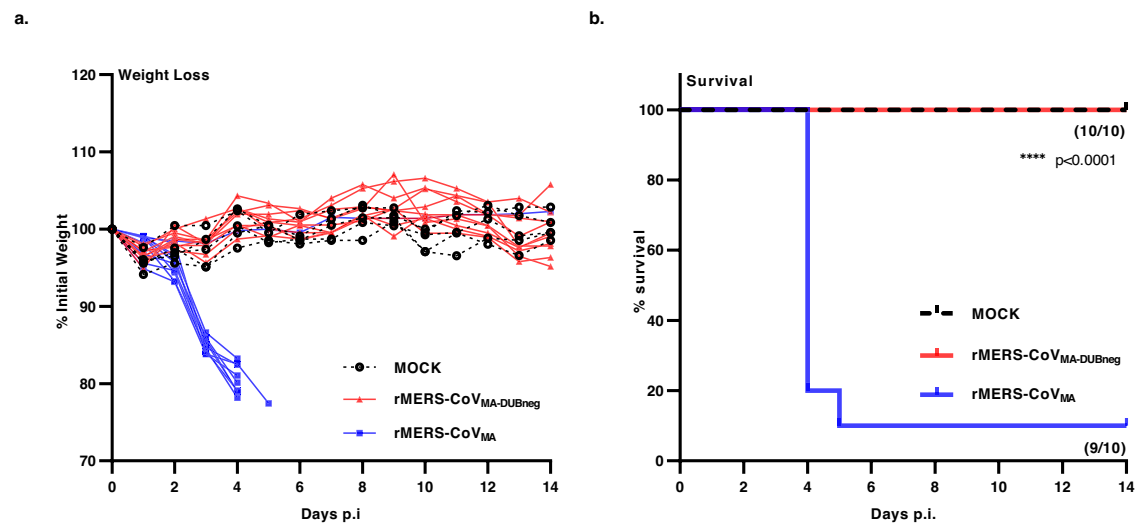 a.
Weight Loss
120
110
100
90
80
70
% Initial Weight
0 2 4 6 8 10 12 14
Days p.i
MOCK
rMERS-CoVMA-DUBneg
rMERS-CoVMA
b.
Survival
100
80
60
40
20
0
% survival
0 2 4 6 8 10 12 14
Days p.i.
(10/10)
**** p<0.0001
MOCK
rMERS-CoVMA-DUBneg
rMERS-CoVMA
(9/10)